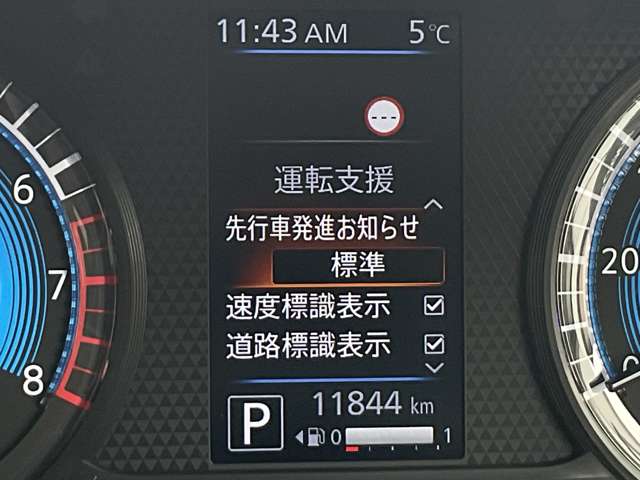 11:43 AM 5℃
---
運転支援
先行車発進お知らせ
標準
速度標識表示
道路標識表示
6
7
8
20
P
11844 km
0 1